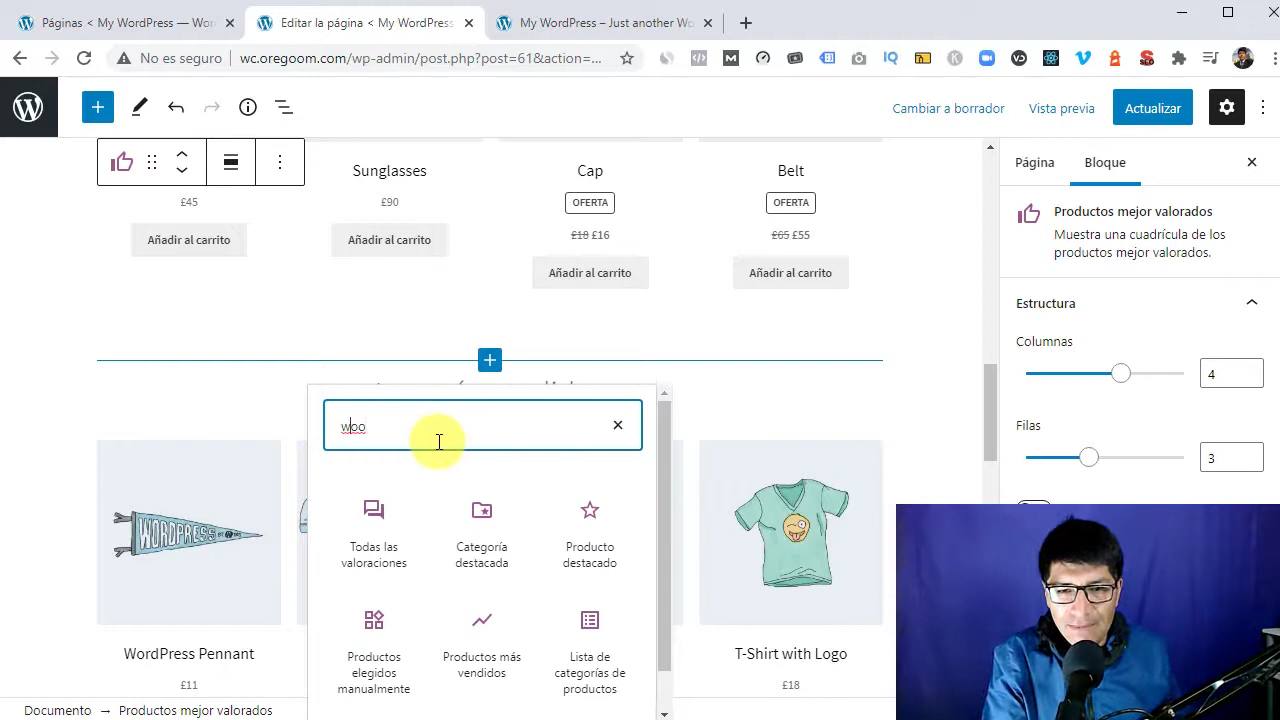 Páginas < My WordPress — Wor
Editar la página < My WordPress
My WordPress – Just another Wo
No es seguro
wc.oregoom.com/wp-admin/post.php?post=61&action=...
Cambiar a borrador
Vista previa
Actualizar
Sunglasses
Cap
Belt
£45
£90
OFERTA
OFERTA
£18 £16
£65 £55
Añadir al carrito
Añadir al carrito
Añadir al carrito
Añadir al carrito
Página
Bloque
Productos mejor valorados
Muestra una cuadrícula de los
productos mejor valorados.
Estructura
Columnas
4
Filas
3
woo
Todas las
valoraciones
Categoría
destacada
Producto
destacado
Productos
elegidos
manualmente
Productos más
vendidos
Lista de
categorías de
productos
WORDPRESS
WordPress Pennant
£11
T-Shirt with Logo
£18
Documento → Productos mejor valorados